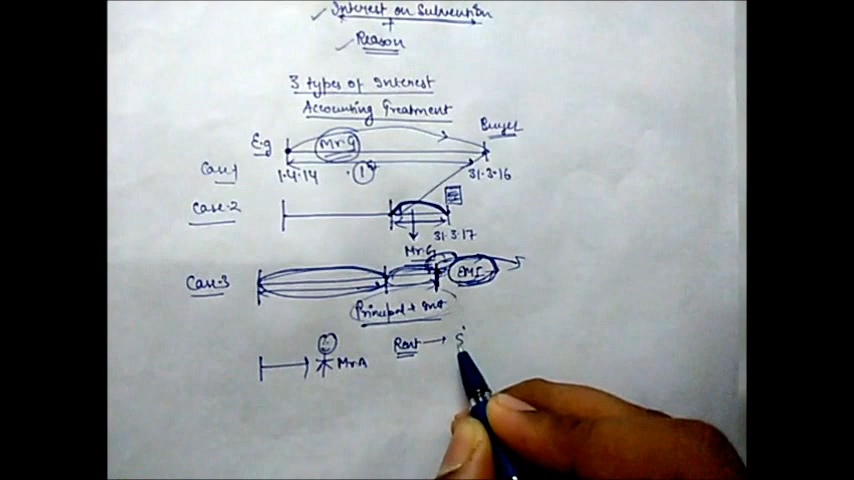 Interest on Subvention
Reason
3 types of Interest
Accounting Treatment
E.g
Mr. G
Buyer
Case 1
1.4.14
31.3.16
Case-2
31.3.17
Mr. G
Case-3
EMI
Principal + Int
Rent → S
Mr A